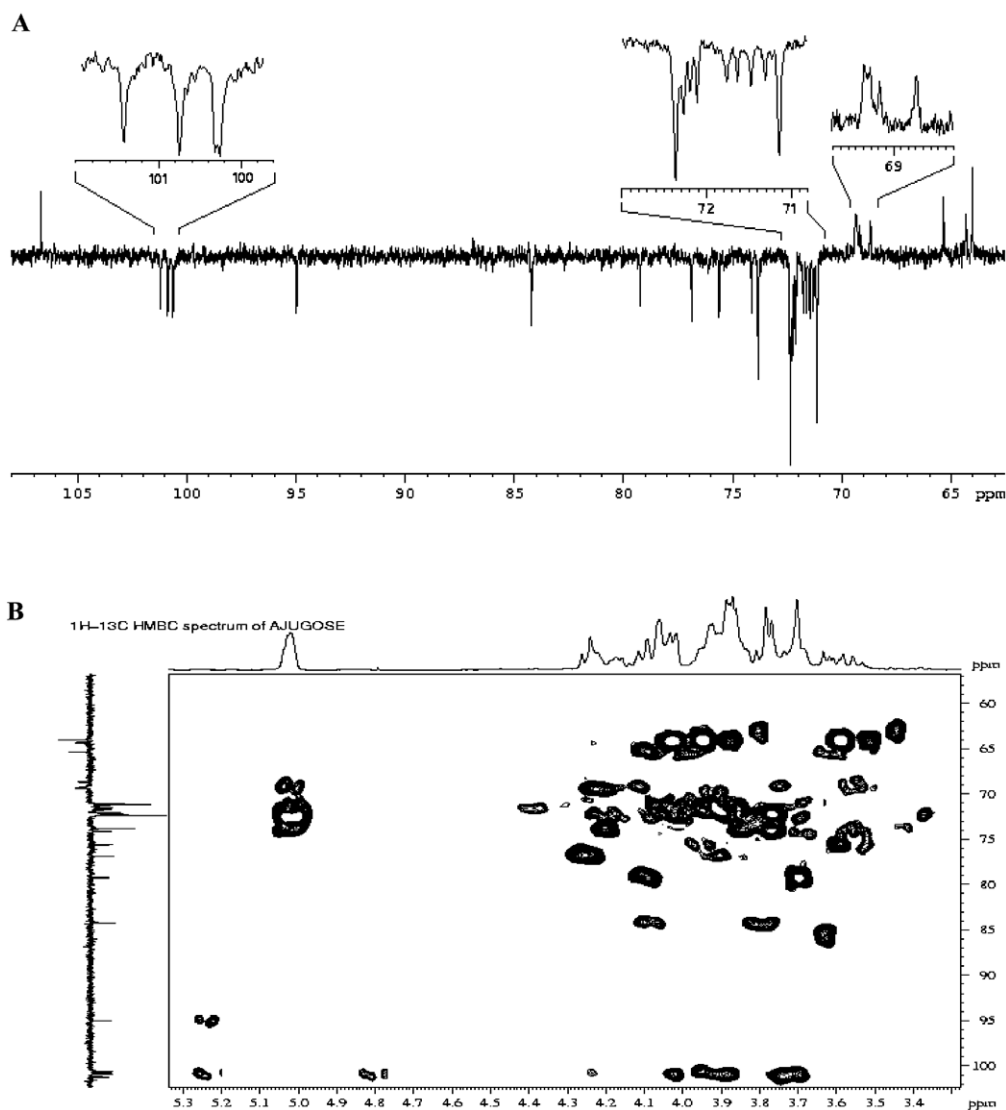 A
101 100
72 71
69
105 100 95 90 85 80 75 70 65 ppm
B
1H-13C HMBC spectrum of AJUGOSE
ppm
60
65
70
75
80
85
90
95
100
5.3 5.2 5.1 5.0 4.9 4.8 4.7 4.6 4.5 4.4 4.3 4.2 4.1 4.0 3.9 3.8 3.7 3.6 3.5 3.4 ppm